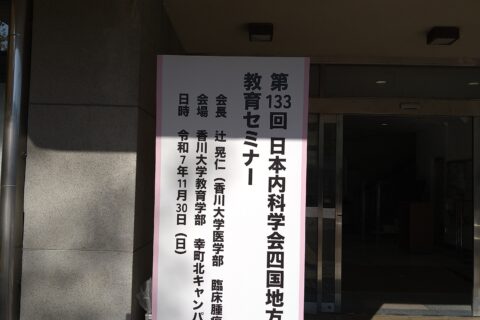 第133回 日本内科学会四国地方
教育セミナー
会長 辻 晃仁（香川大学医学部 臨床腫瘍
会場 香川大学教育学部 幸町北キャンパ
日時 令和7年11月30日（日）